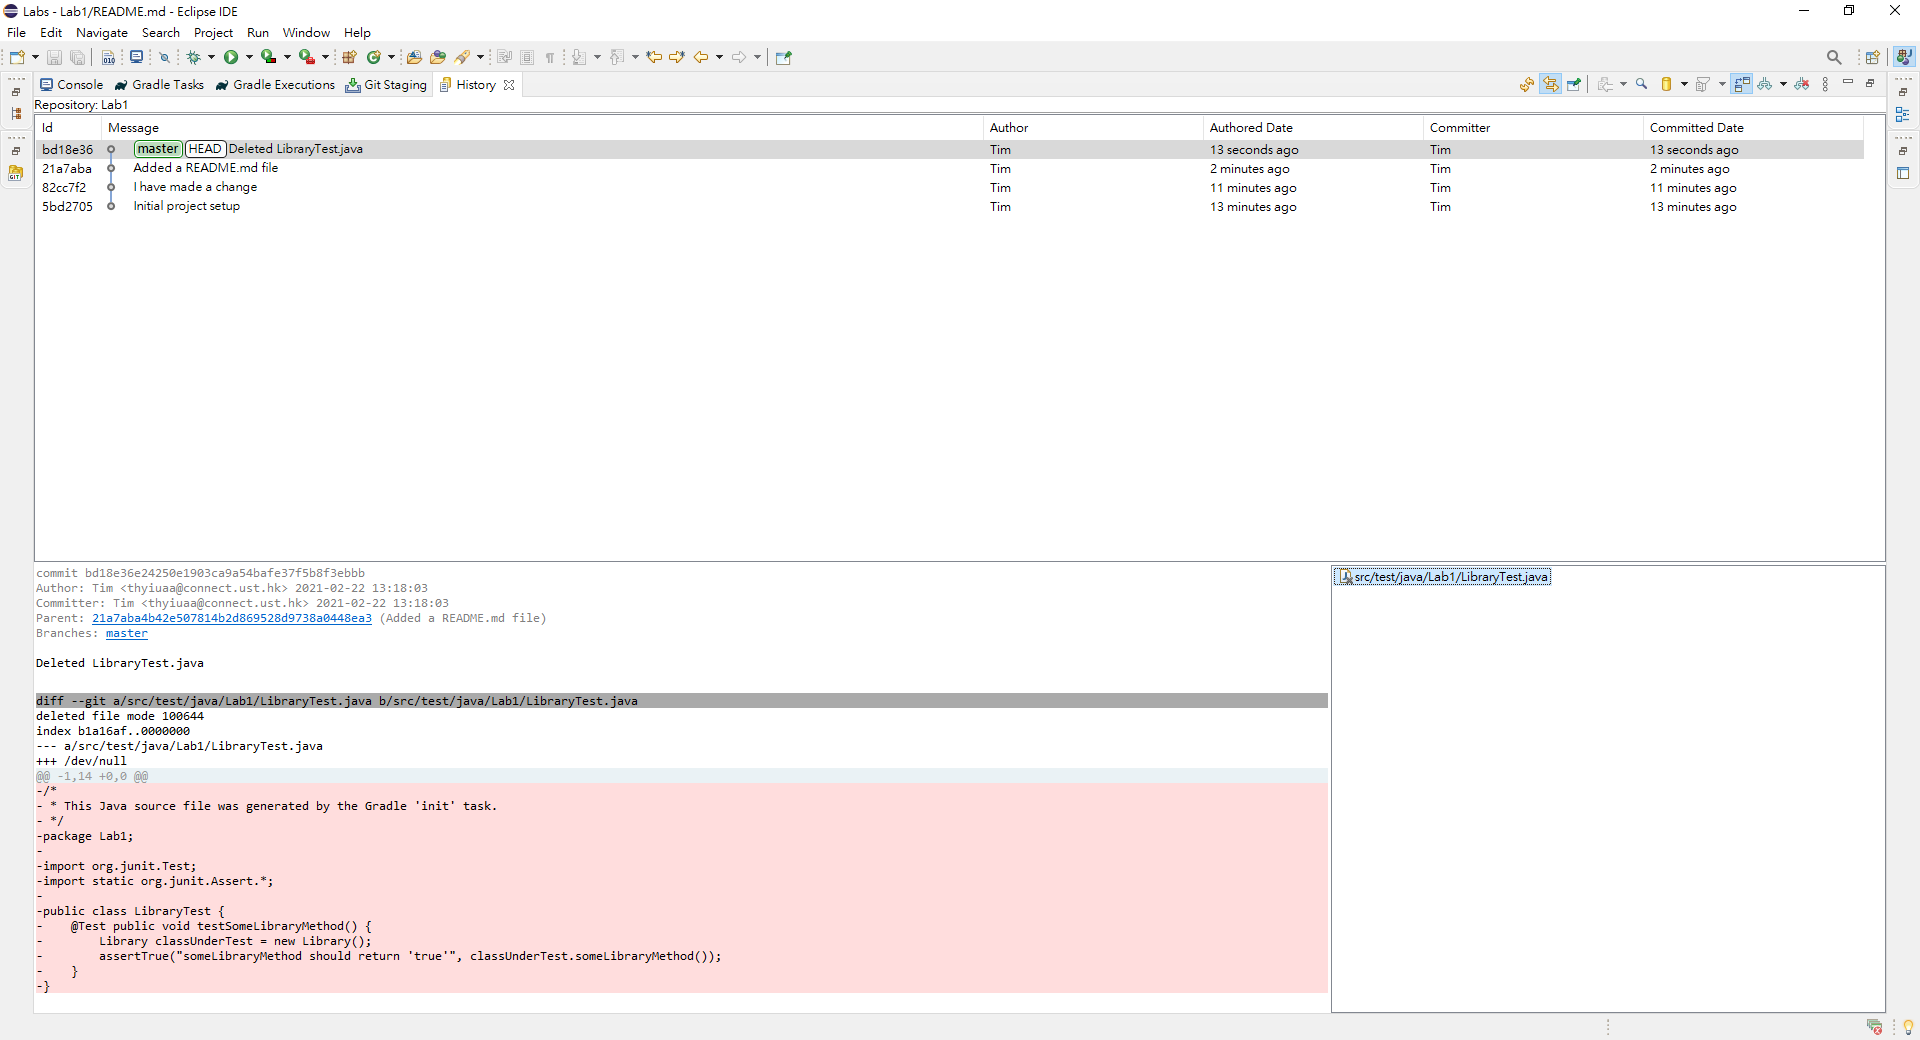 Labs - Lab1/README.md - Eclipse IDE
File Edit Navigate Search Project Run Window Help
Console Gradle Tasks Gradle Executions Git Staging History
Repository: Lab1
Id Message Author Authored Date Committer Committed Date
bd18e36 master HEAD Deleted LibraryTest.java Tim 13 seconds ago Tim 13 seconds ago
21a7aba Added a README.md file Tim 2 minutes ago Tim 2 minutes ago
82cc7f2 I have made a change Tim 11 minutes ago Tim 11 minutes ago
5bd2705 Initial project setup Tim 13 minutes ago Tim 13 minutes ago
commit bd18e36e24250e1903ca9a54bafe37f5b8f3ebbb
Author: Tim <thyiuaa@connect.ust.hk> 2021-02-22 13:18:03
Committer: Tim <thyiuaa@connect.ust.hk> 2021-02-22 13:18:03
Parent: 21a7aba4b42e507814b2d869528d9738a0448ea3 (Added a README.md file)
Branches: master
Deleted LibraryTest.java
diff --git a/src/test/java/Lab1/LibraryTest.java b/src/test/java/Lab1/LibraryTest.java
deleted file mode 100644
index b1a16af..0000000
--- a/src/test/java/Lab1/LibraryTest.java
+++ /dev/null
@@ -1,14 +0,0 @@
-/*
- * This Java source file was generated by the Gradle 'init' task.
- */
-package Lab1;
-
-import org.junit.Test;
-import static org.junit.Assert.*;
-
-public class LibraryTest {
-    @Test public void testSomeLibraryMethod() {
-        Library classUnderTest = new Library();
-        assertTrue("someLibraryMethod should return 'true'", classUnderTest.someLibraryMethod());
-    }
-}
src/test/java/Lab1/LibraryTest.java